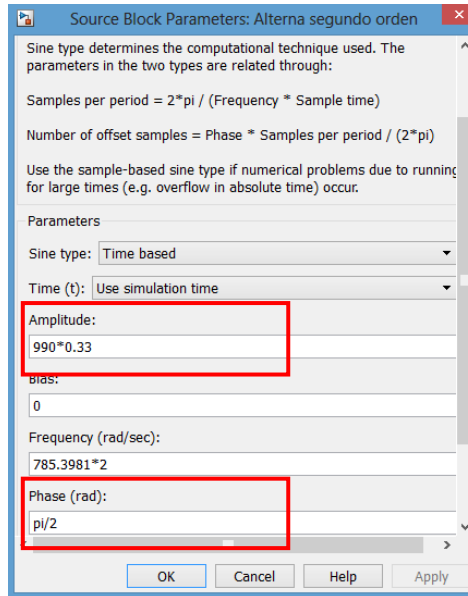 Source Block Parameters: Alterna segundo orden
Sine type determines the computational technique used. The
parameters in the two types are related through:
Samples per period = 2*pi / (Frequency * Sample time)
Number of offset samples = Phase * Samples per period / (2*pi)
Use the sample-based sine type if numerical problems due to running
for large times (e.g. overflow in absolute time) occur.
Parameters
Sine type: Time based
Time (t): Use simulation time
Amplitude:
990*0.33
Bias:
0
Frequency (rad/sec):
785.3981*2
Phase (rad):
pi/2
OK Cancel Help Apply